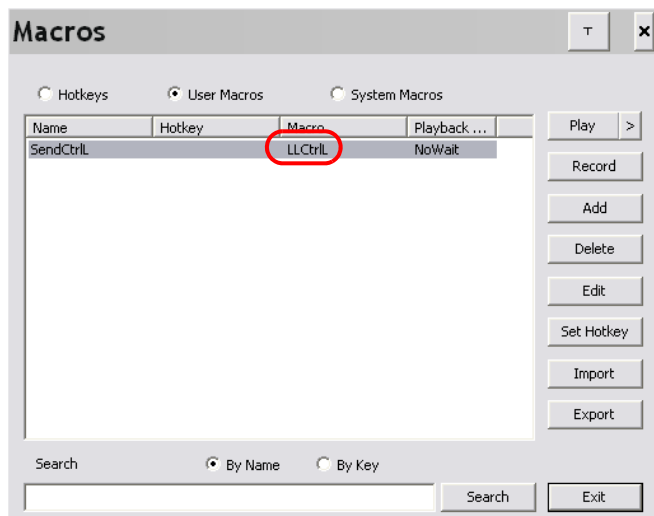 Macros T ×
Hotkeys User Macros System Macros
Name Hotkey Macro Playback ... Play >
SendCtrlL LLCtrlL NoWait
Record
Add
Delete
Edit
Set Hotkey
Import
Export
Search By Name By Key
Search Exit